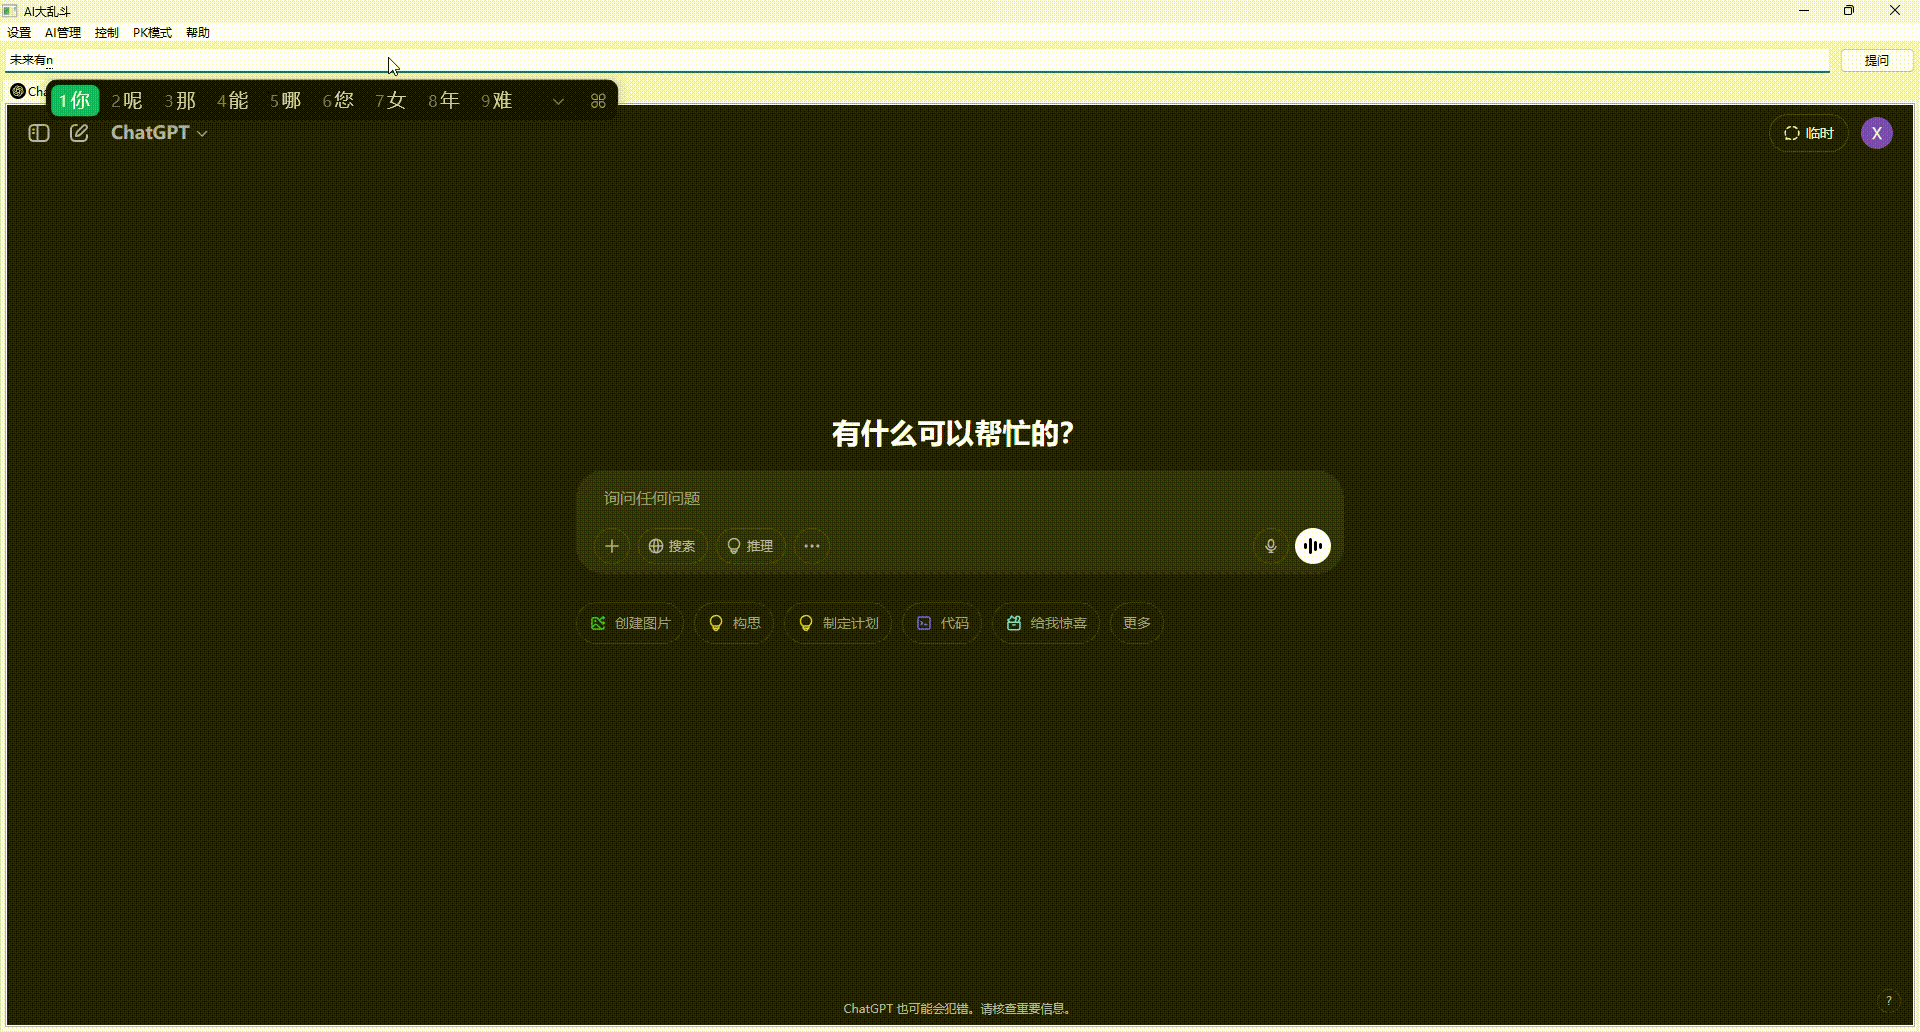 AI大乱斗
设置 AI管理 控制 PK模式 帮助
未来有n
提问
Cha
1你 2呢 3那 4能 5哪 6您 7女 8年 9难
ChatGPT
临时
X
有什么可以帮忙的？
询问任何问题
搜索 推理
创建图片 构思 制定计划 代码 给我惊喜 更多
ChatGPT 也可能会犯错。请核查重要信息。
?